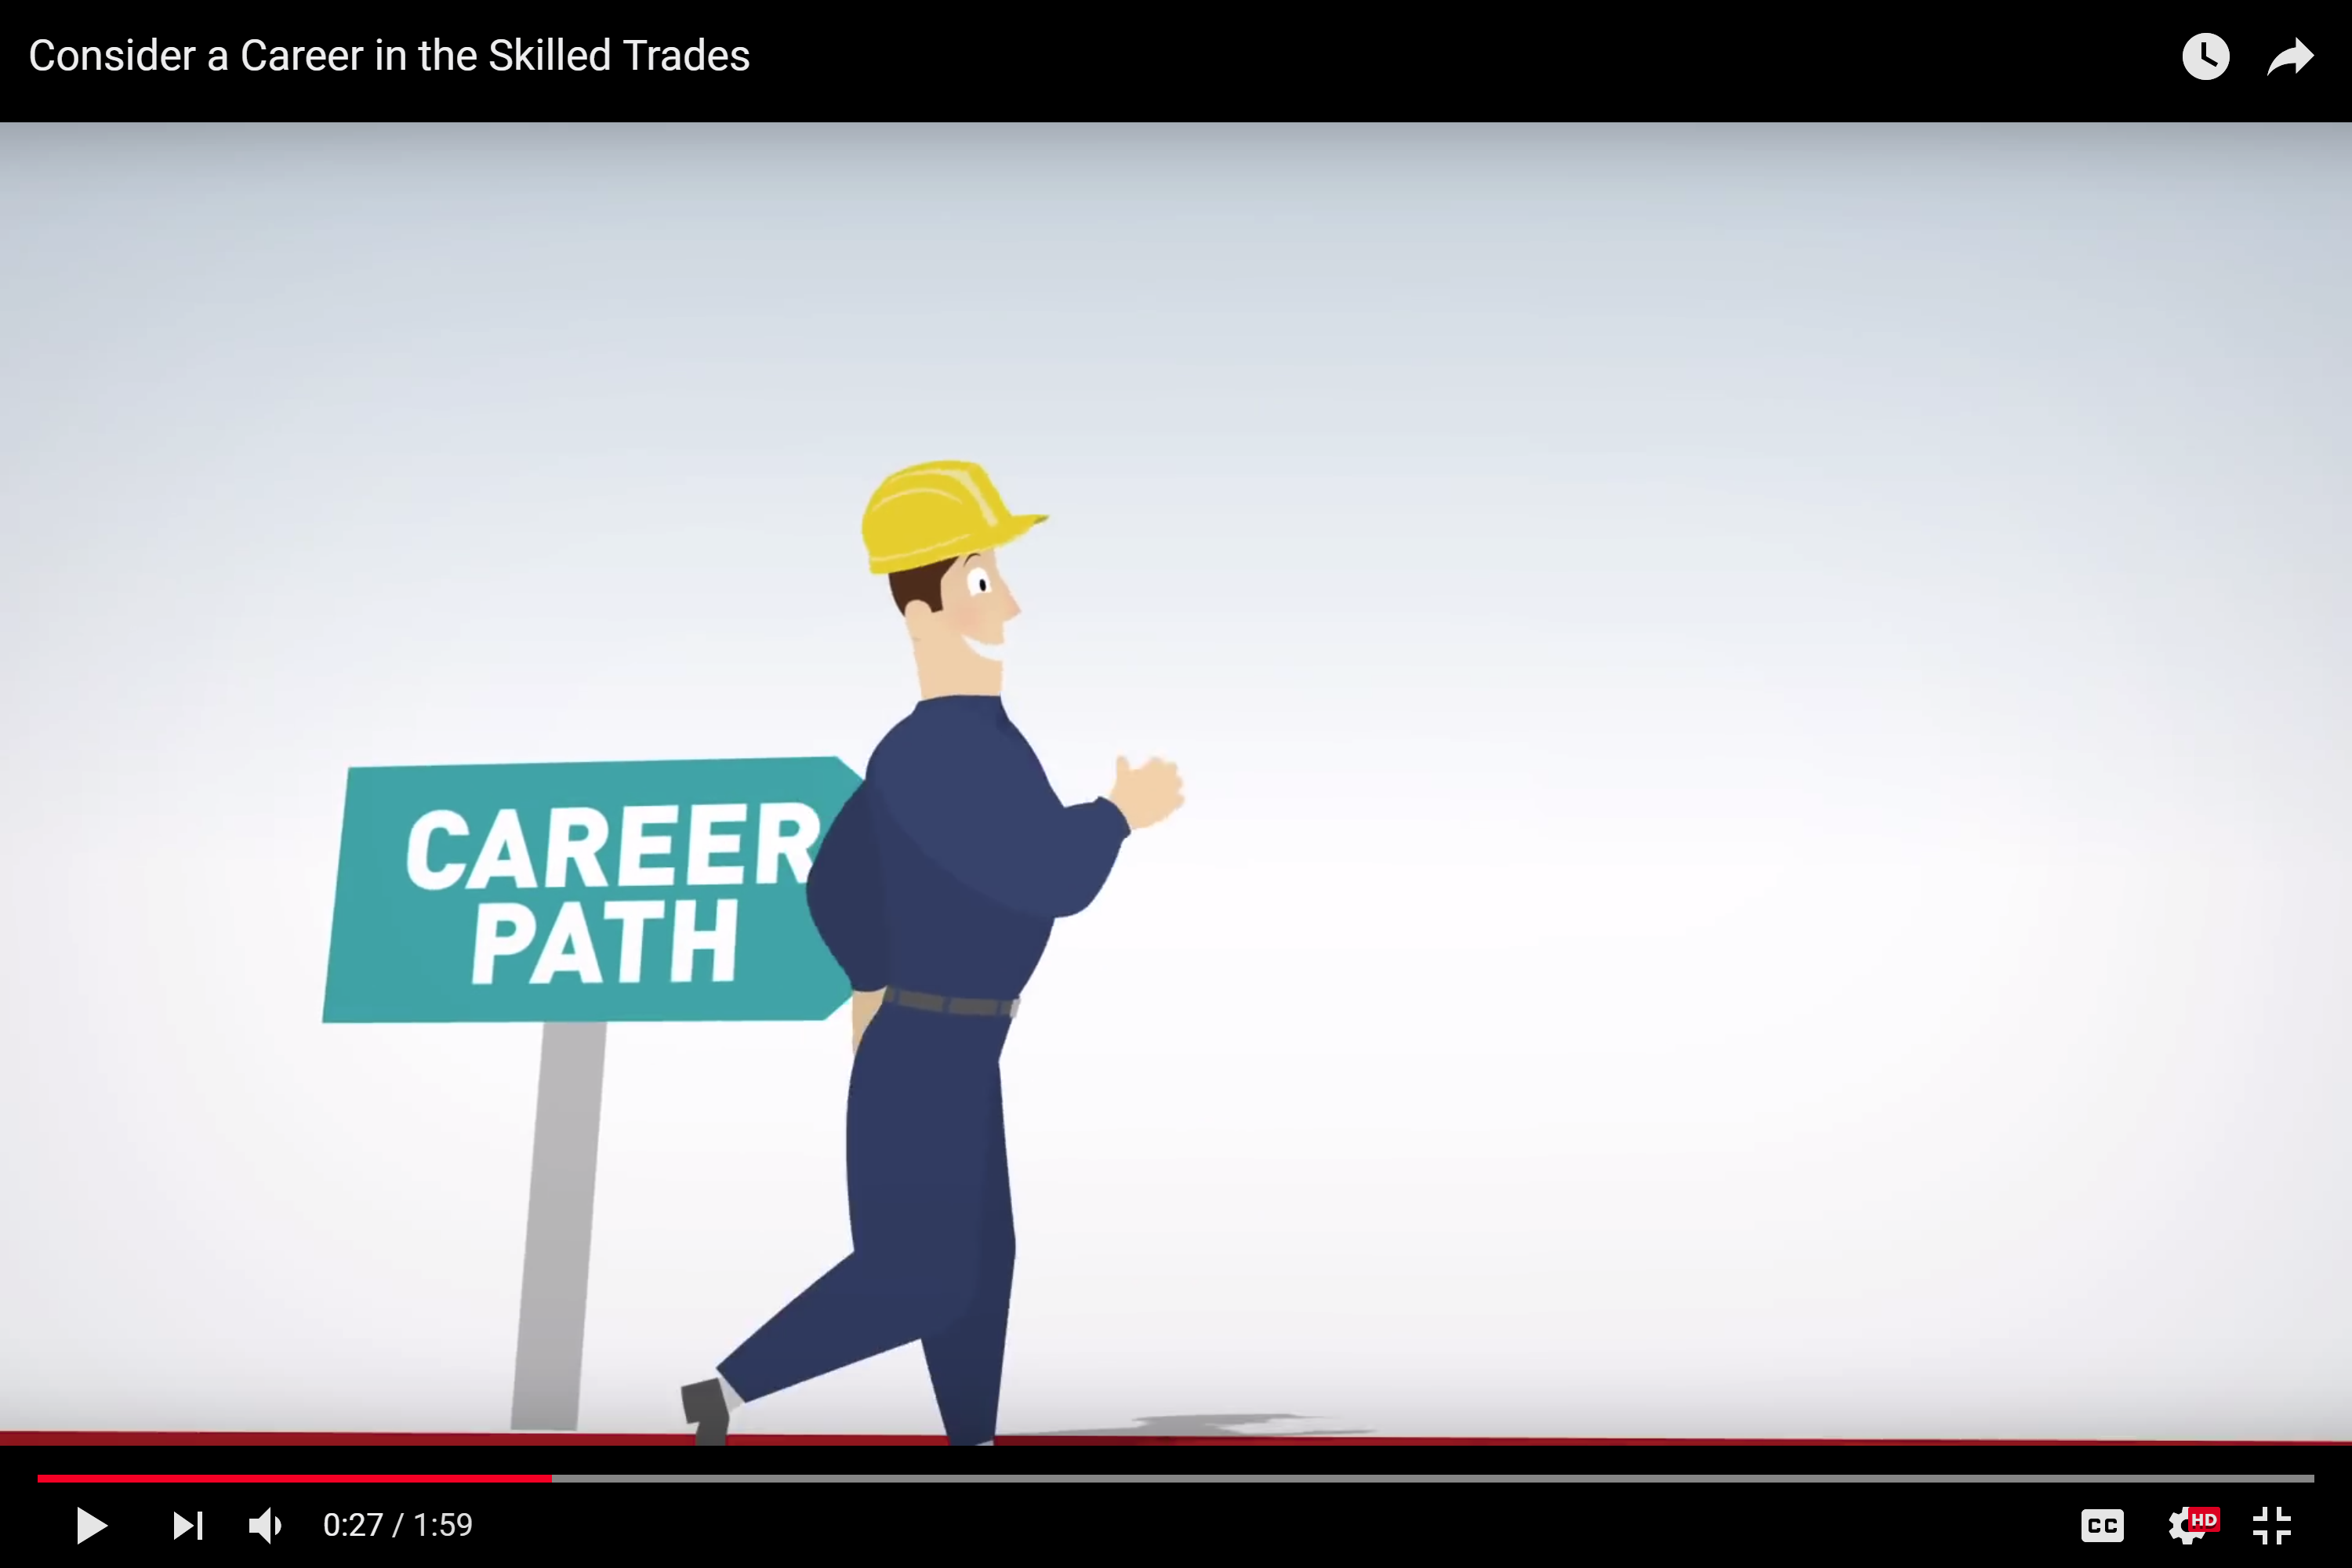 Consider a Career in the Skilled Trades
CAREER
PATH
0:27 / 1:59
CC
HD